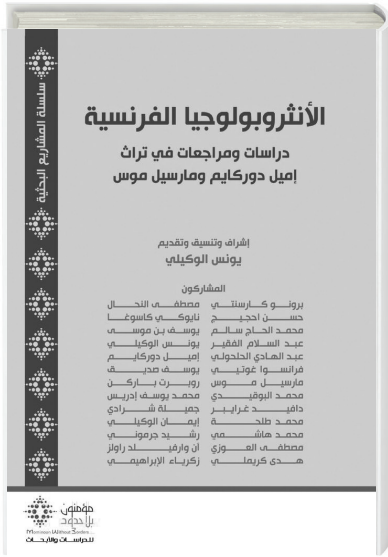 سلسلة المشاريع البحثية
الأنثروبولوجيا الفرنسية
دراسات ومراجعات في تراث
إميل دوركايم ومارسيل موس
إشراف وتنسيق وتقديم
يونس الوكيلي
المشاركون
برونو كارسنتي مصطفى النحال
حسن احجيج نايوكي كاسوغا
محمد الحاج سالم يوسف بن موسى
عبد السلام الفقير يونس الوكيلي
عبد الهادي الحلحولي إميل دوركايم
فرانسوا غوتيي يوسف صديق
مارسيل موس روبرت باركن
محمد البوقيدي محمد يوسف إدريس
دافيد غرايبر جميلة شرادي
محمد طلحة إيمان الوكيلي
محمد هاشمي رشيد جرموني
مصطفى العوزي آن وارفيلد راولز
هدى كريملي زكرياء الإبراهيمي
مؤمنون
بلا حدود
Mominoun Without Borders
للدراسات والأبحاث